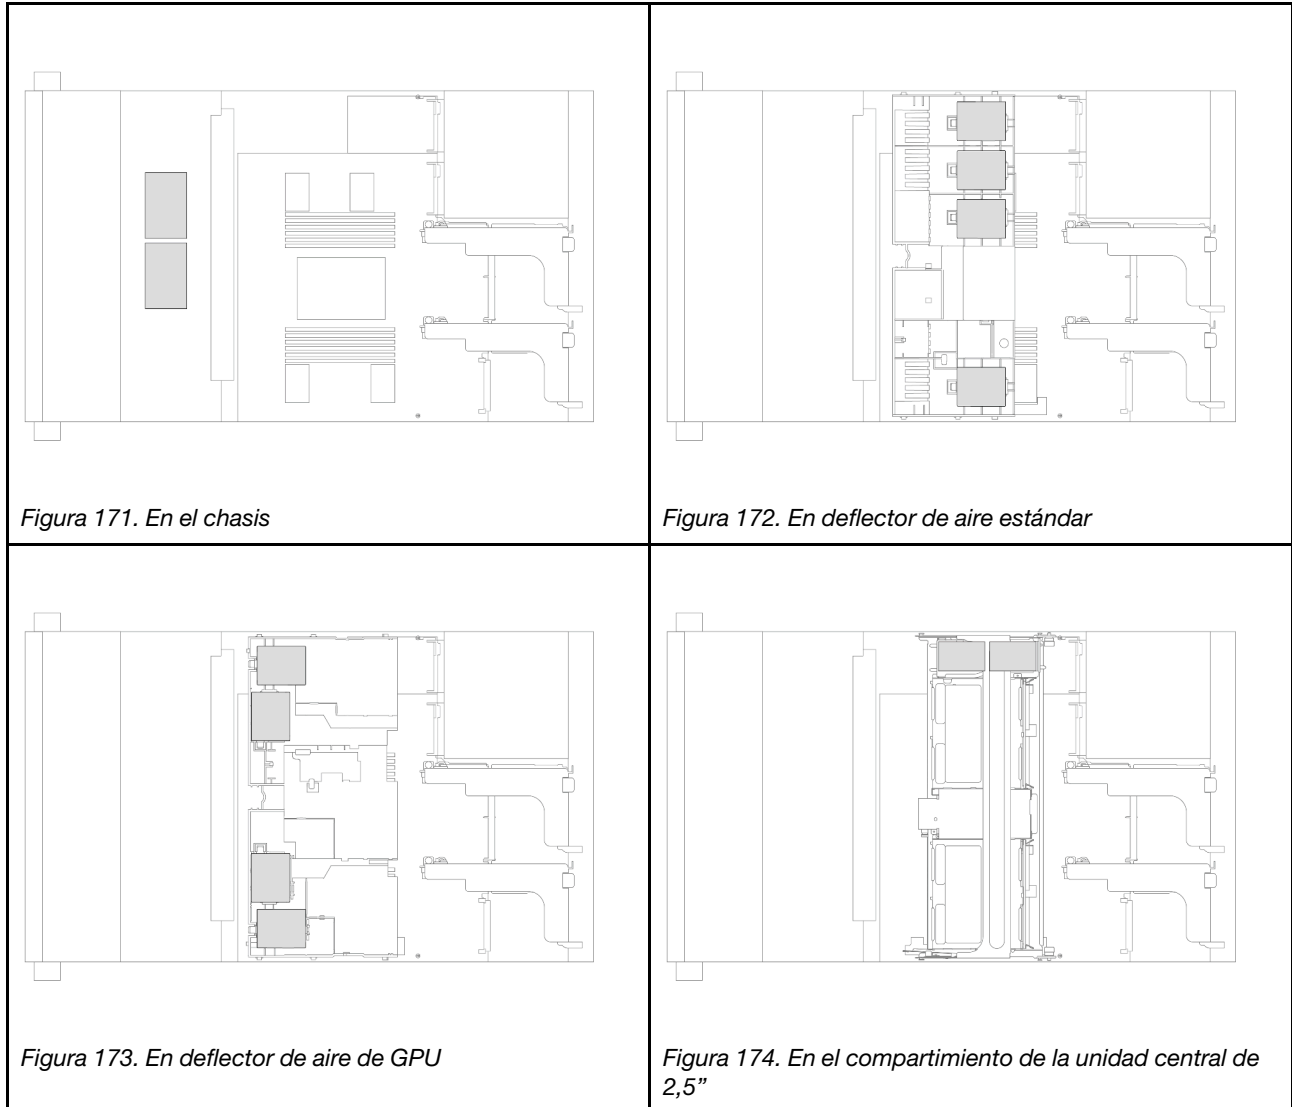 Figura 171. En el chasis
Figura 172. En deflector de aire estándar
Figura 173. En deflector de aire de GPU
Figura 174. En el compartimiento de la unidad central de
2,5”